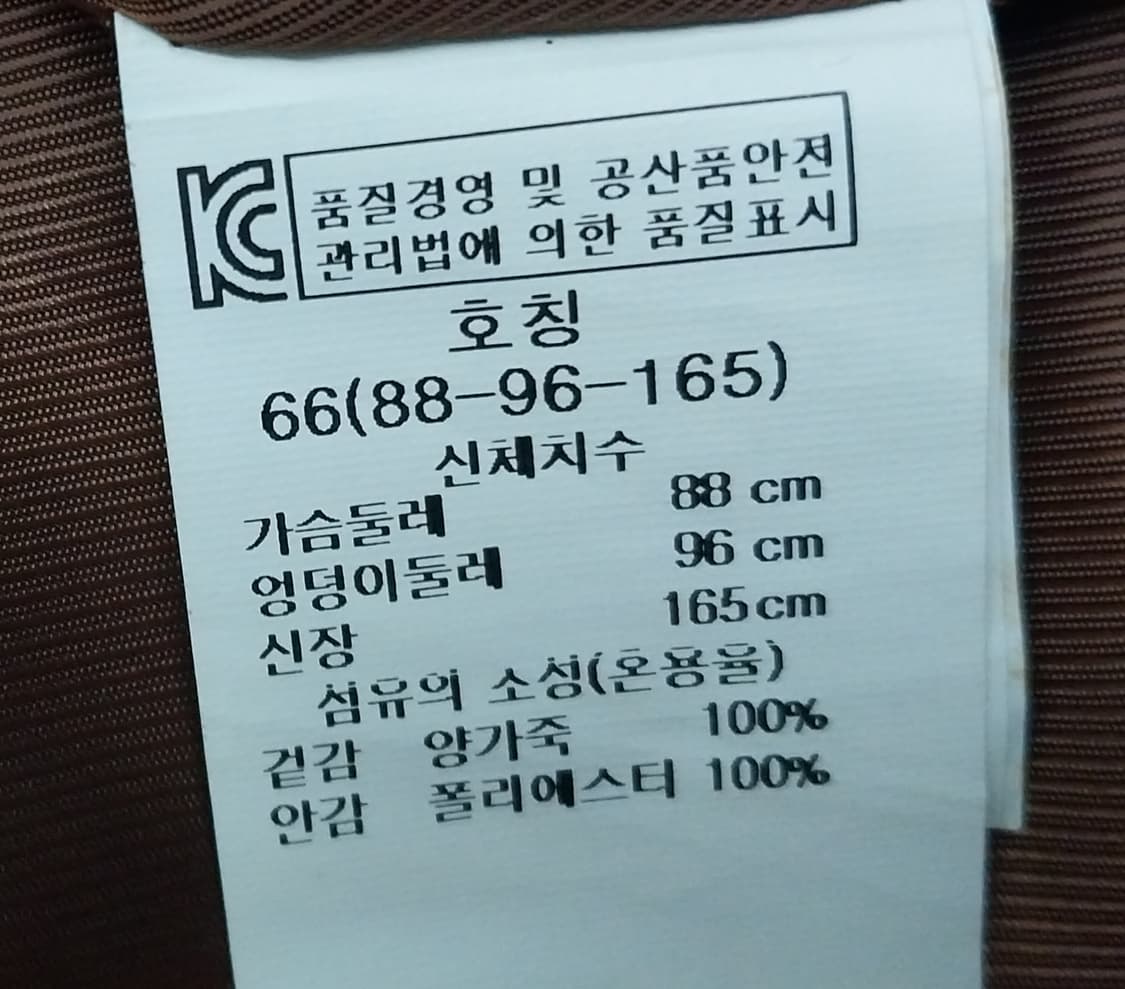 KC
품질경영 및 공산품안전
관리법에 의한 품질표시
호칭
66(88-96-165)
신체치수
가슴둘레 88 cm
엉덩이둘레 96 cm
신장 165cm
섬유의 소성(혼용율)
겉감 양가죽 100%
안감 폴리에스터 100%